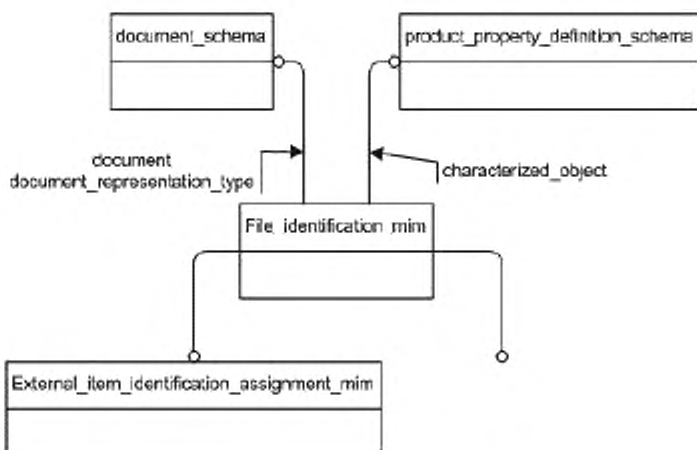 document_schema
product_property_definition_schema
document
document_representation_type
characterized_object
File_identification_mim
External_item_identification_assignment_mim